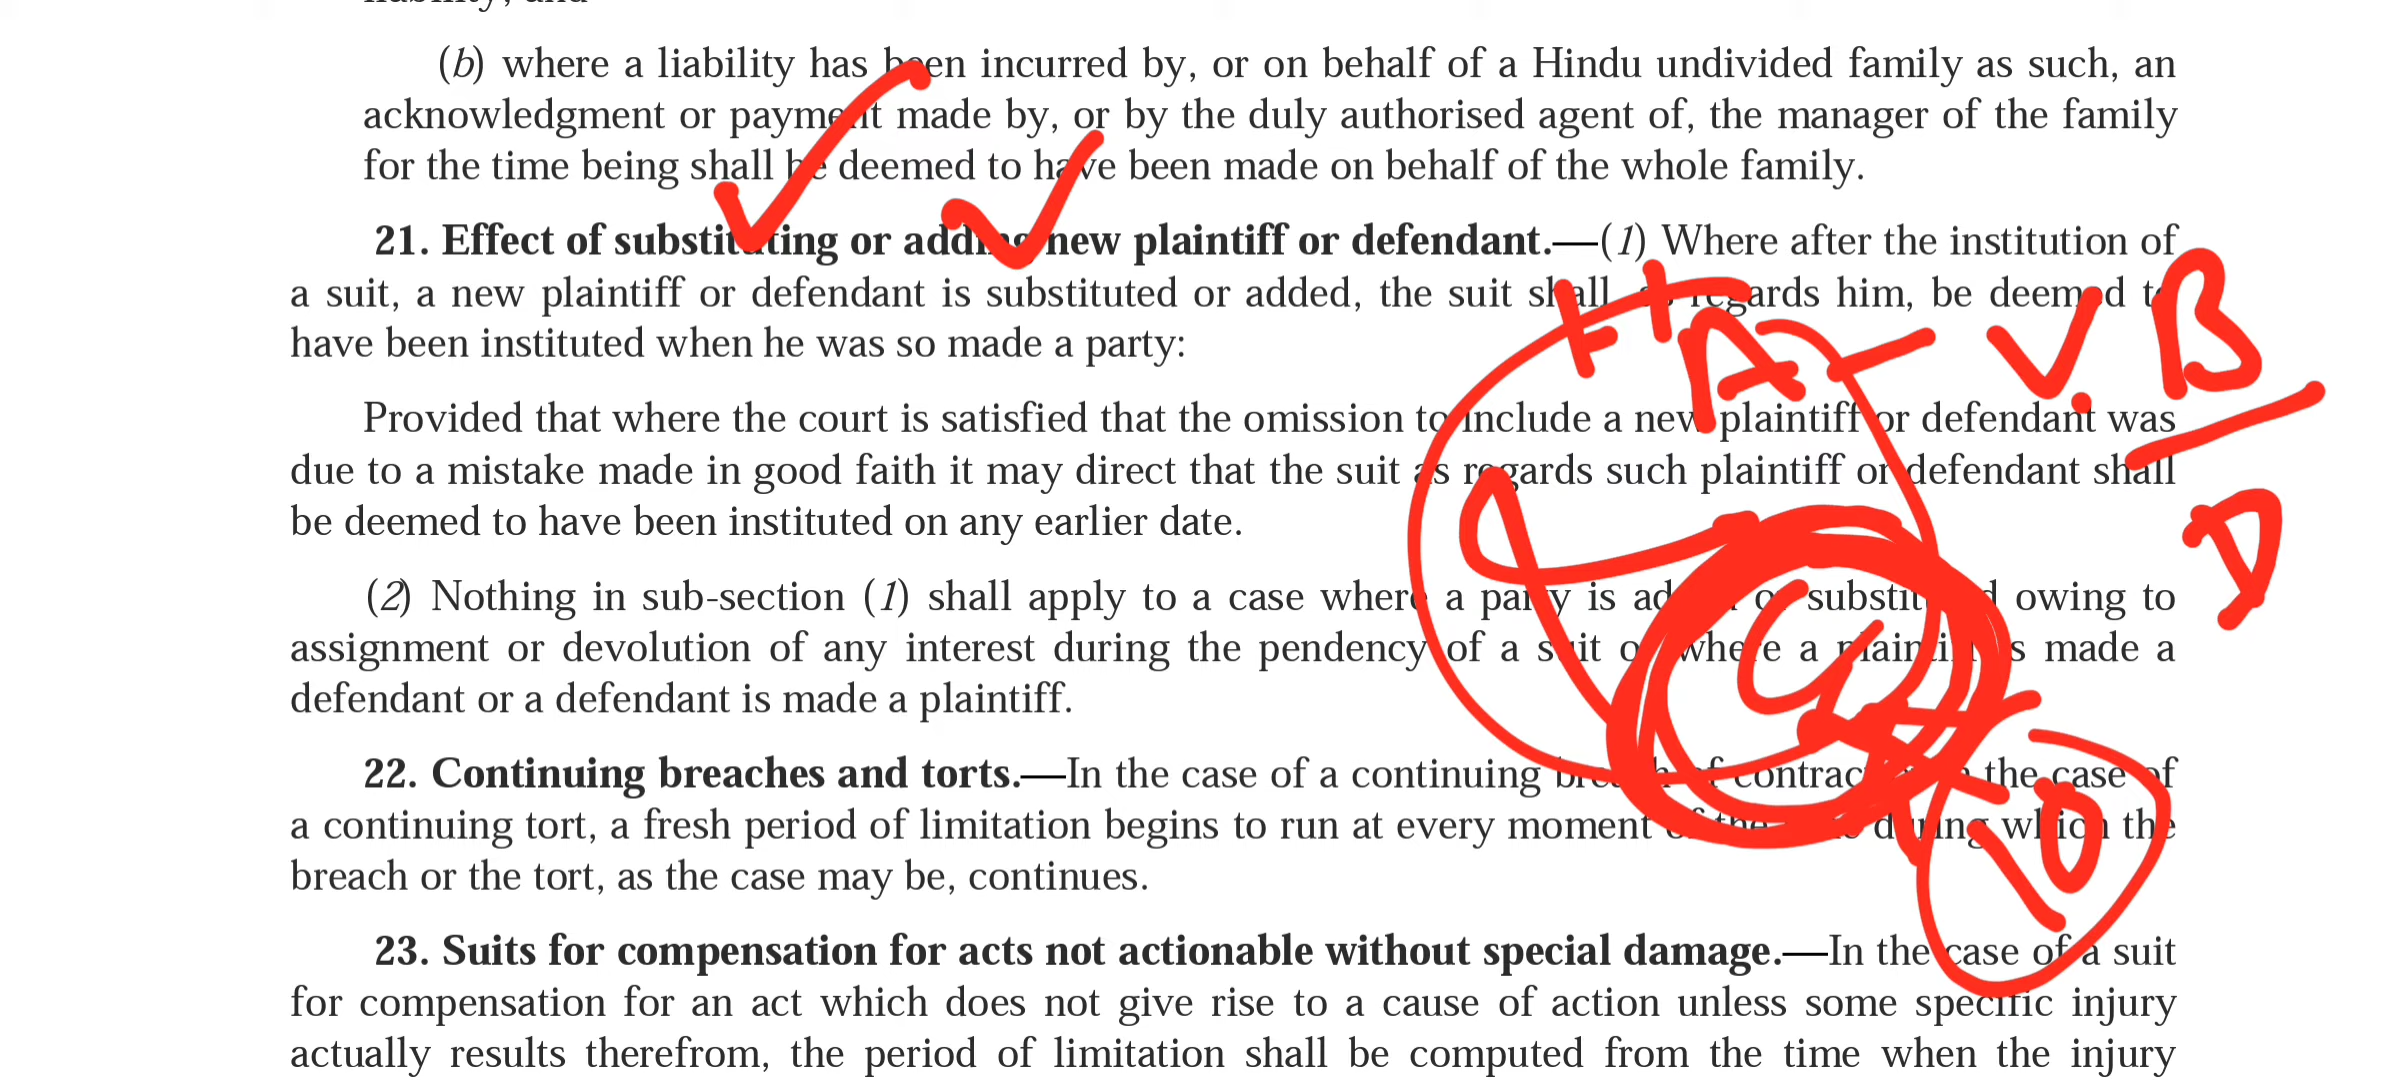 (b) where a liability has been incurred by, or on behalf of a Hindu undivided family as such, an
acknowledgment or payment made by, or by the duly authorised agent of, the manager of the family
for the time being shall be deemed to have been made on behalf of the whole family.
21. Effect of substituting or adding new plaintiff or defendant.—(1) Where after the institution of
a suit, a new plaintiff or defendant is substituted or added, the suit shall, as regards him, be deemed to
have been instituted when he was so made a party:
A - v. B
Provided that where the court is satisfied that the omission to include a new plaintiff or defendant was
due to a mistake made in good faith it may direct that the suit as regards such plaintiff or defendant shall
be deemed to have been instituted on any earlier date.
D
(2) Nothing in sub-section (1) shall apply to a case where a party is added or substituted owing to
assignment or devolution of any interest during the pendency of a suit or where a plaintiff is made a
defendant or a defendant is made a plaintiff.
22. Continuing breaches and torts.—In the case of a continuing breach of contract the case of
a continuing tort, a fresh period of limitation begins to run at every moment of the during which the
breach or the tort, as the case may be, continues.
23. Suits for compensation for acts not actionable without special damage.—In the case of a suit
for compensation for an act which does not give rise to a cause of action unless some specific injury
actually results therefrom, the period of limitation shall be computed from the time when the injury